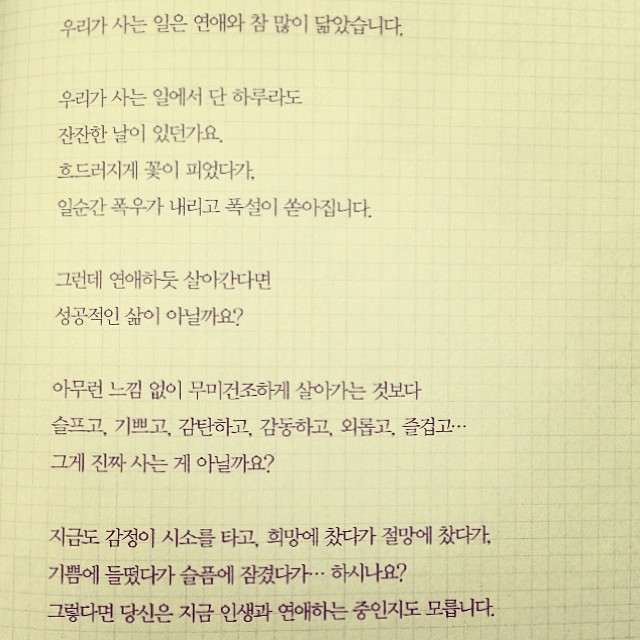 우리가 사는 일은 연애와 참 많이 닮았습니다.
우리가 사는 일에서 단 하루라도
잔잔한 날이 있던가요.
흐드러지게 꽃이 피었다가,
일순간 폭우가 내리고 폭설이 쏟아집니다.
그런데 연애하듯 살아간다면
성공적인 삶이 아닐까요?
아무런 느낌 없이 무미건조하게 살아가는 것보다
슬프고, 기쁘고, 감탄하고, 감동하고, 외롭고, 즐겁고…
그게 진짜 사는 게 아닐까요?
지금도 감정이 시소를 타고, 희망에 찼다가 절망에 찼다가,
기쁨에 들떴다가 슬픔에 잠겼다가… 하시나요?
그렇다면 당신은 지금 인생과 연애하는 중인지도 모릅니다.